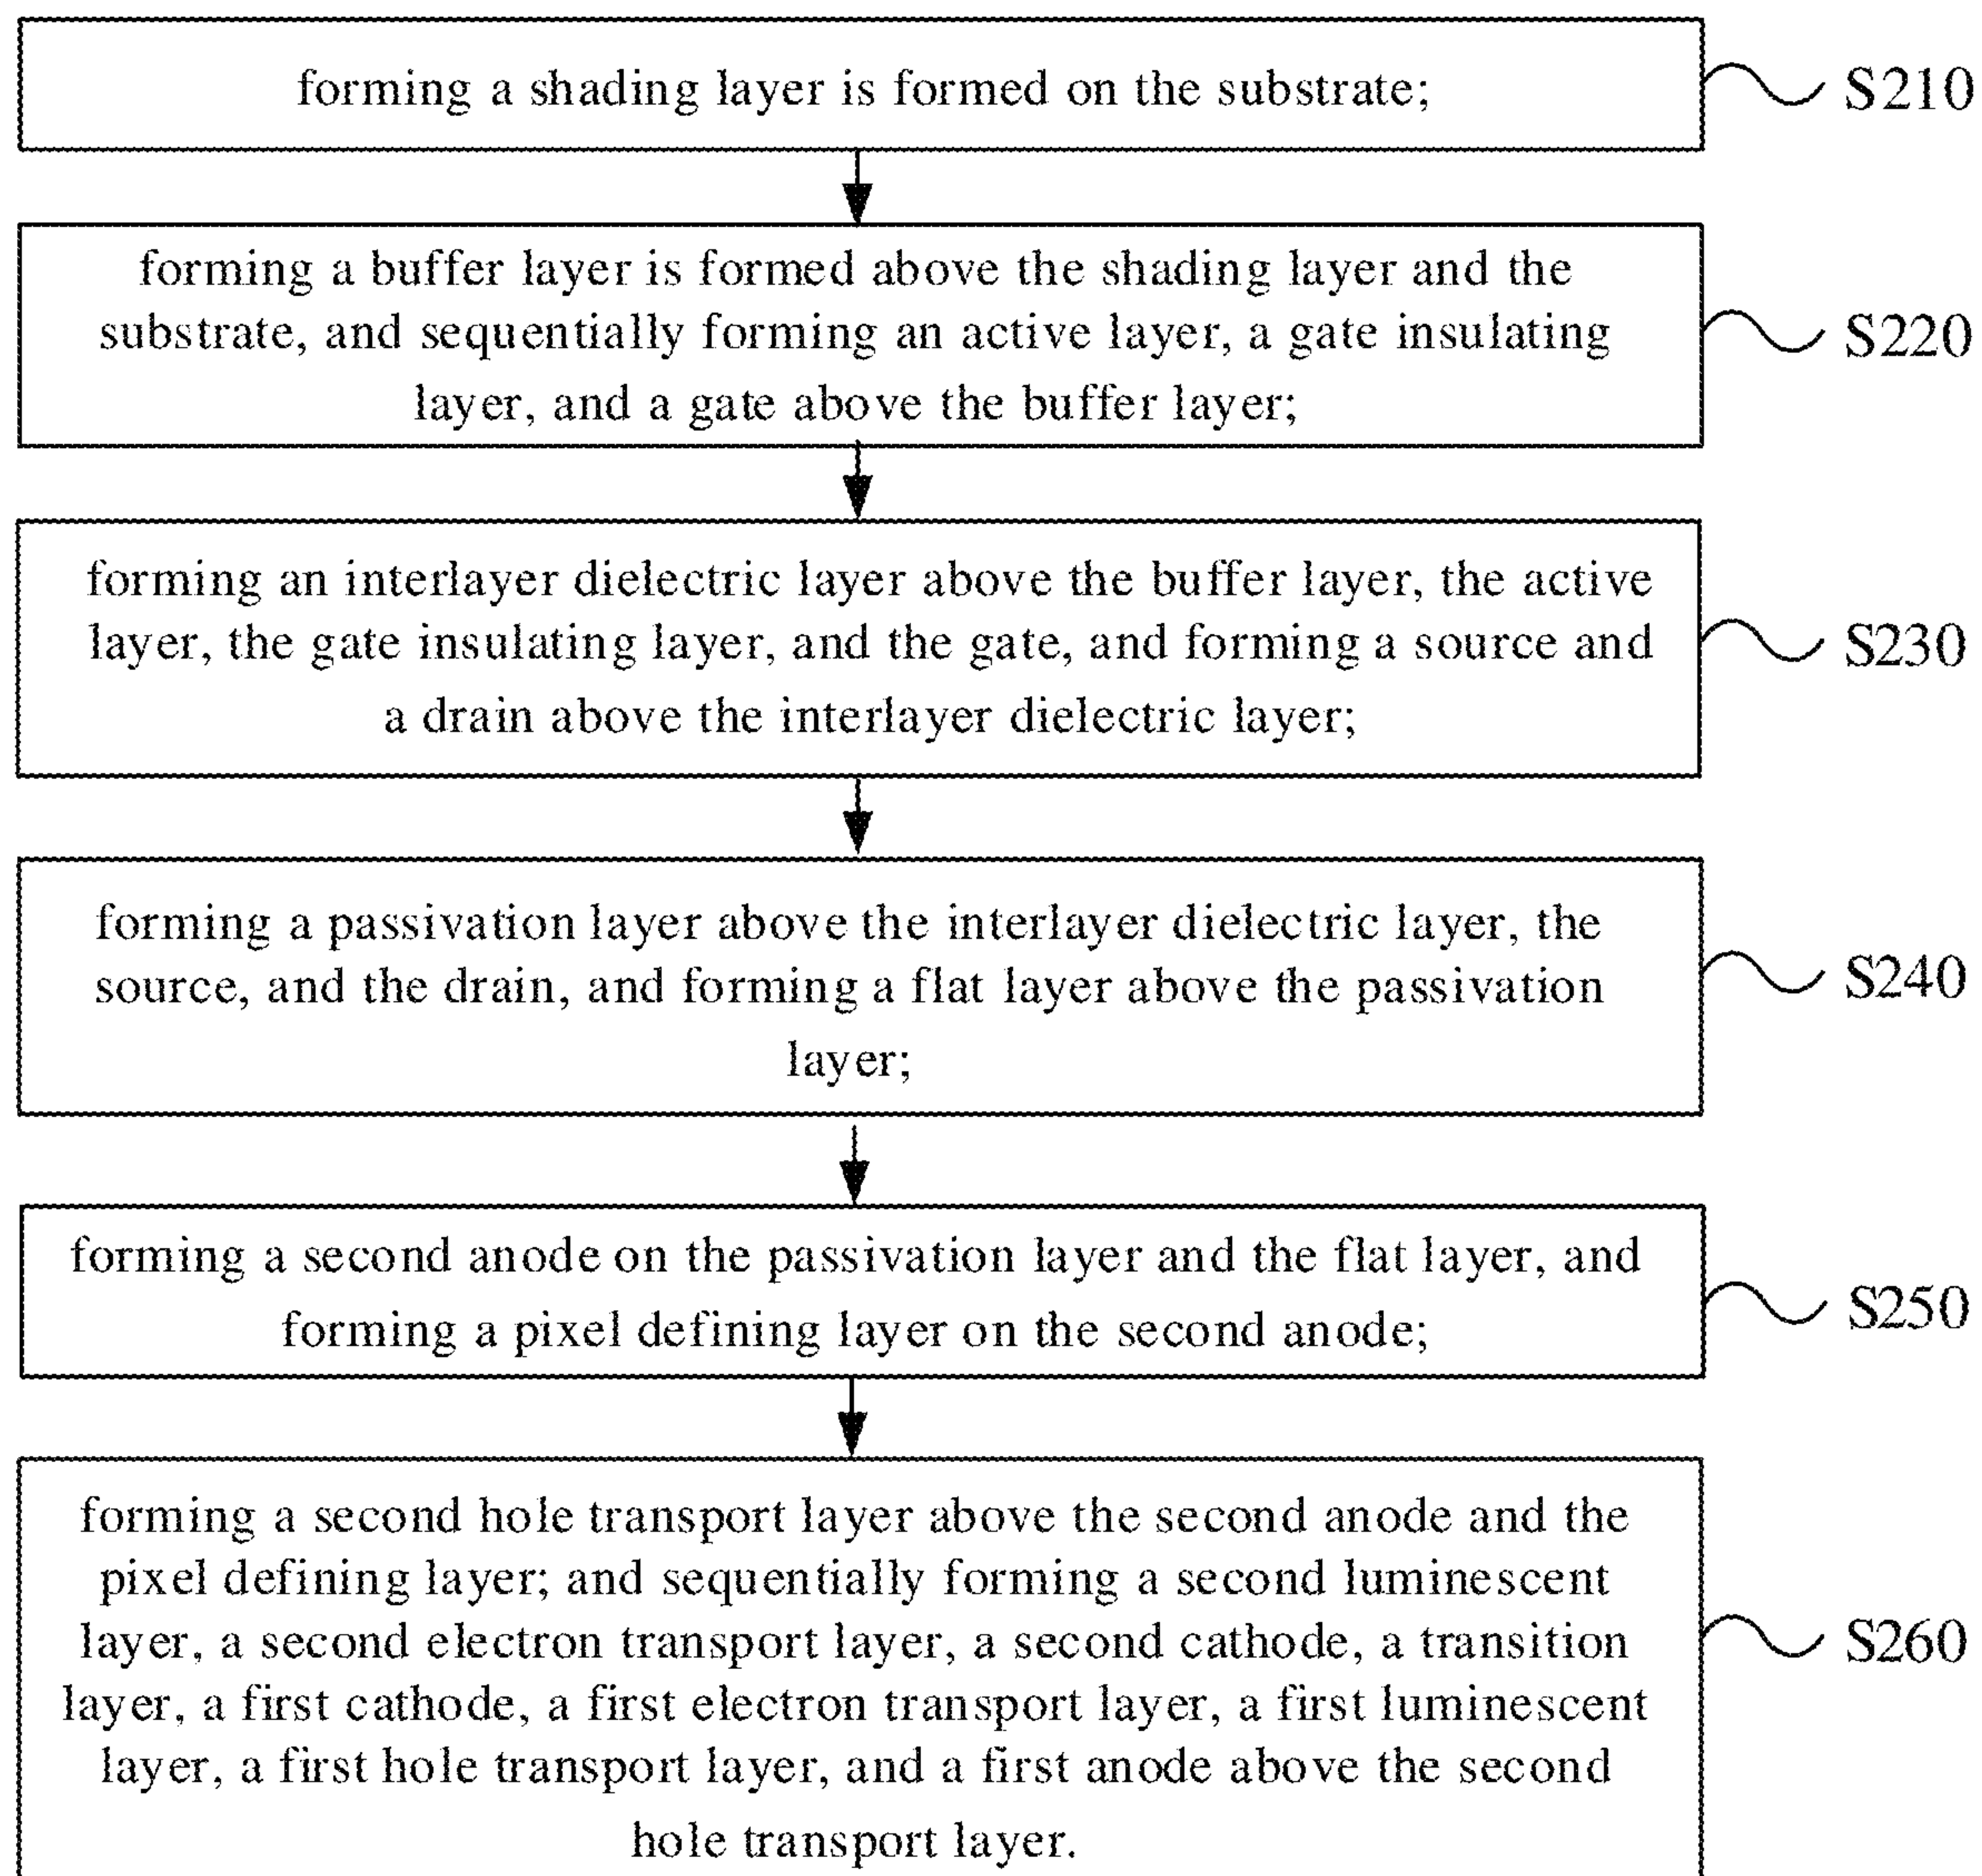 forming a shading layer is formed on the substrate;
S210
forming a buffer layer is formed above the shading layer and the
substrate, and sequentially forming an active layer, a gate insulating
layer, and a gate above the buffer layer;
S220
forming an interlayer dielectric layer above the buffer layer, the active
layer, the gate insulating layer, and the gate, and forming a source and
a drain above the interlayer dielectric layer;
S230
forming a passivation layer above the interlayer dielectric layer, the
source, and the drain, and forming a flat layer above the passivation
layer;
S240
forming a second anode on the passivation layer and the flat layer, and
forming a pixel defining layer on the second anode;
S250
forming a second hole transport layer above the second anode and the
pixel defining layer; and sequentially forming a second luminescent
layer, a second electron transport layer, a second cathode, a transition
layer, a first cathode, a first electron transport layer, a first luminescent
layer, a first hole transport layer, and a first anode above the second
hole transport layer.
S260